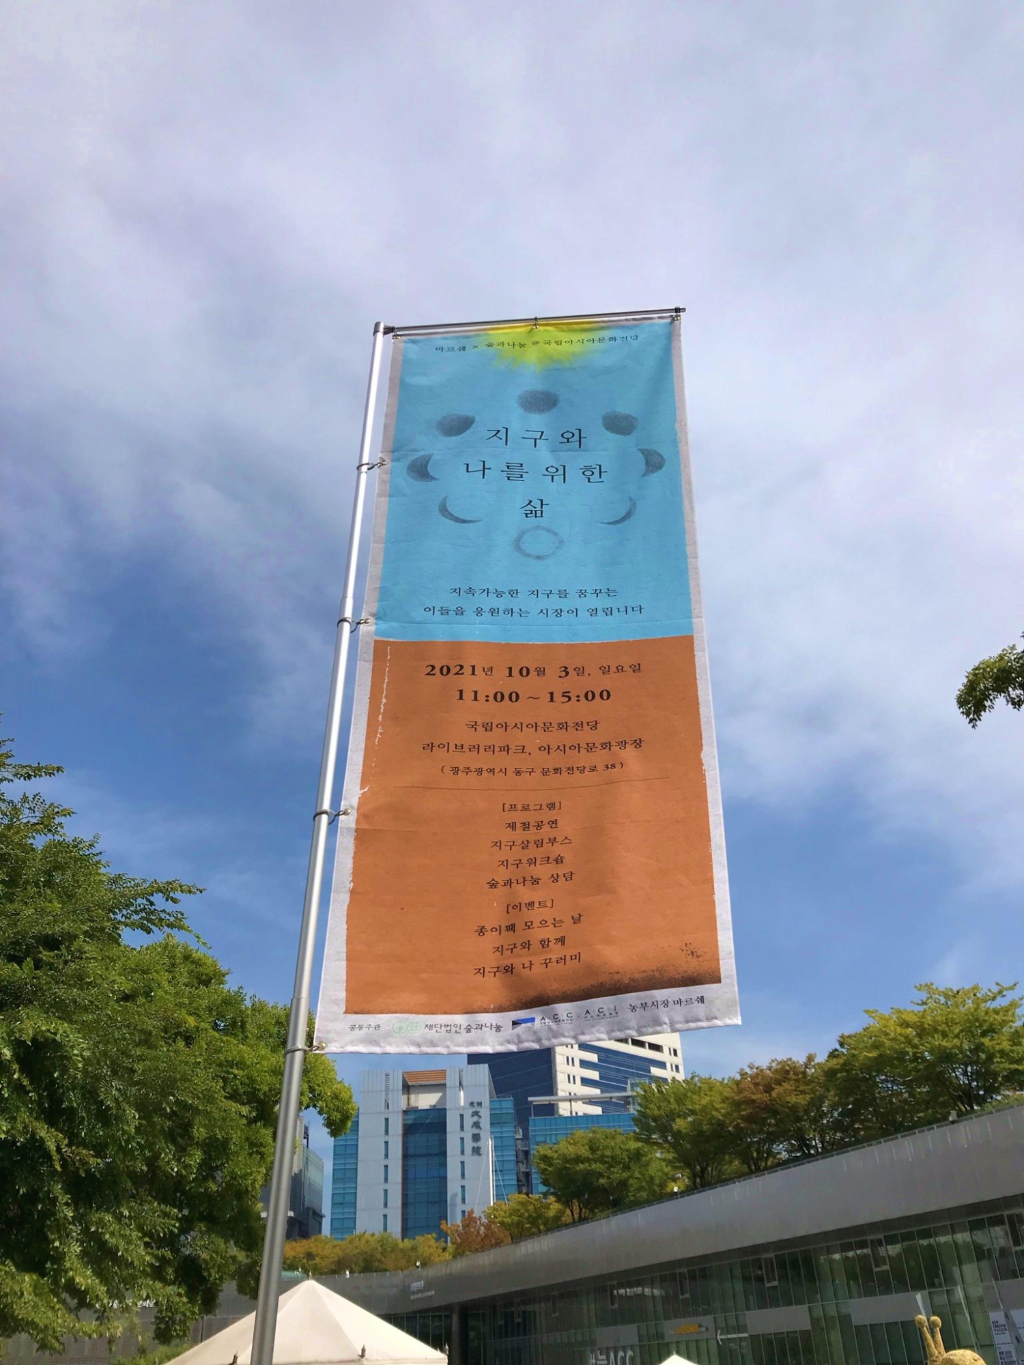 마르쉐 × 숲과나눔 @ 국립아시아문화전당
지구와
나를위한
삶
지속가능한 지구를 꿈꾸는
이들을 응원하는 시장이 열립니다
2021년 10월 3일, 일요일
11:00 ~ 15:00
국립아시아문화전당
라이브러리파크, 아시아문화광장
( 광주광역시 동구 문화전당로 38 )
[프로그램]
제철공연
지구살림부스
지구워크숍
숲과나눔 상담
[이벤트]
종이팩 모으는 날
지구와 함께
지구와 나 꾸러미
공동주관 재단법인 숲과나눔 A.C.C. A.C.I 농부시장 마르쉐